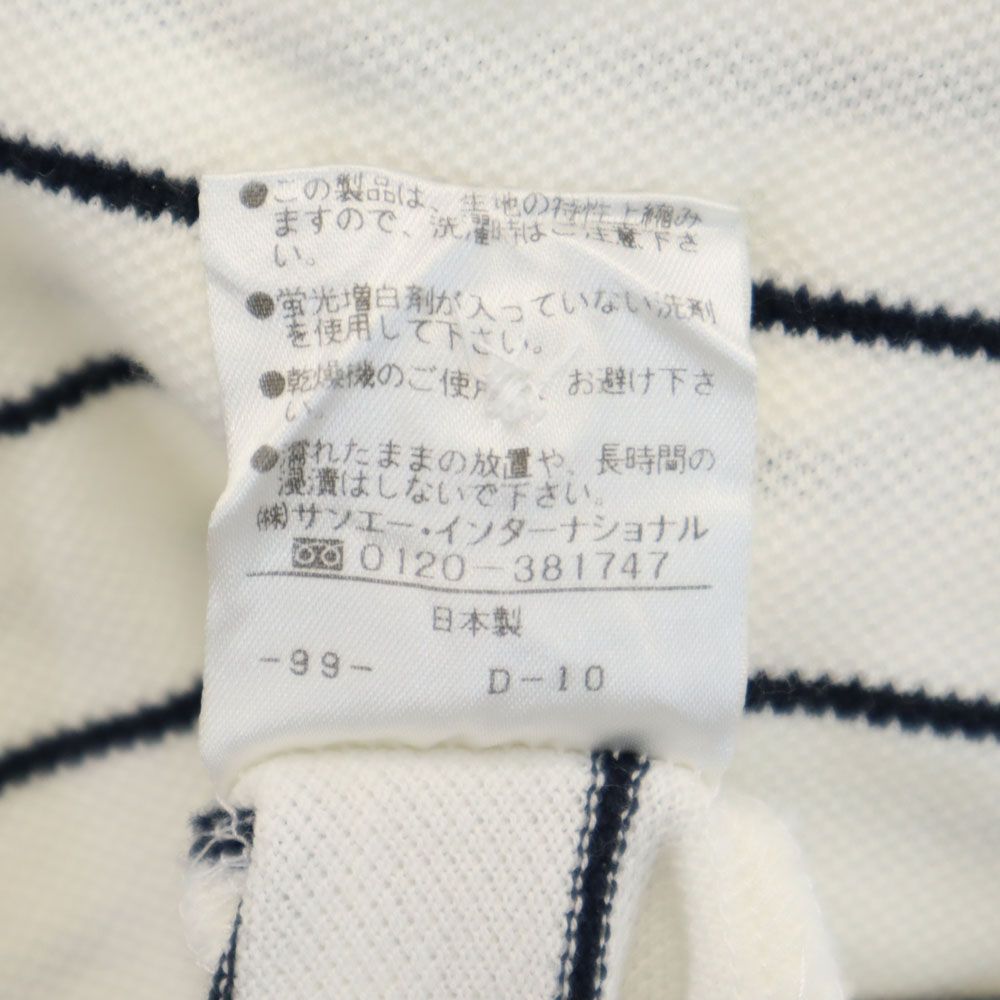 ●この製品は、生地の特性上縮み
ますので、洗濯時はご注意下さ
い。
●蛍光増白剤が入っていない洗剤
を使用して下さい。
●乾燥機のご使用、お避け下さ
い。
●濡れたままの放置や、長時間の
浸漬はしないで下さい。
(株)サンエー・インターナショナル
0120-381747
日本製
-99- D-10